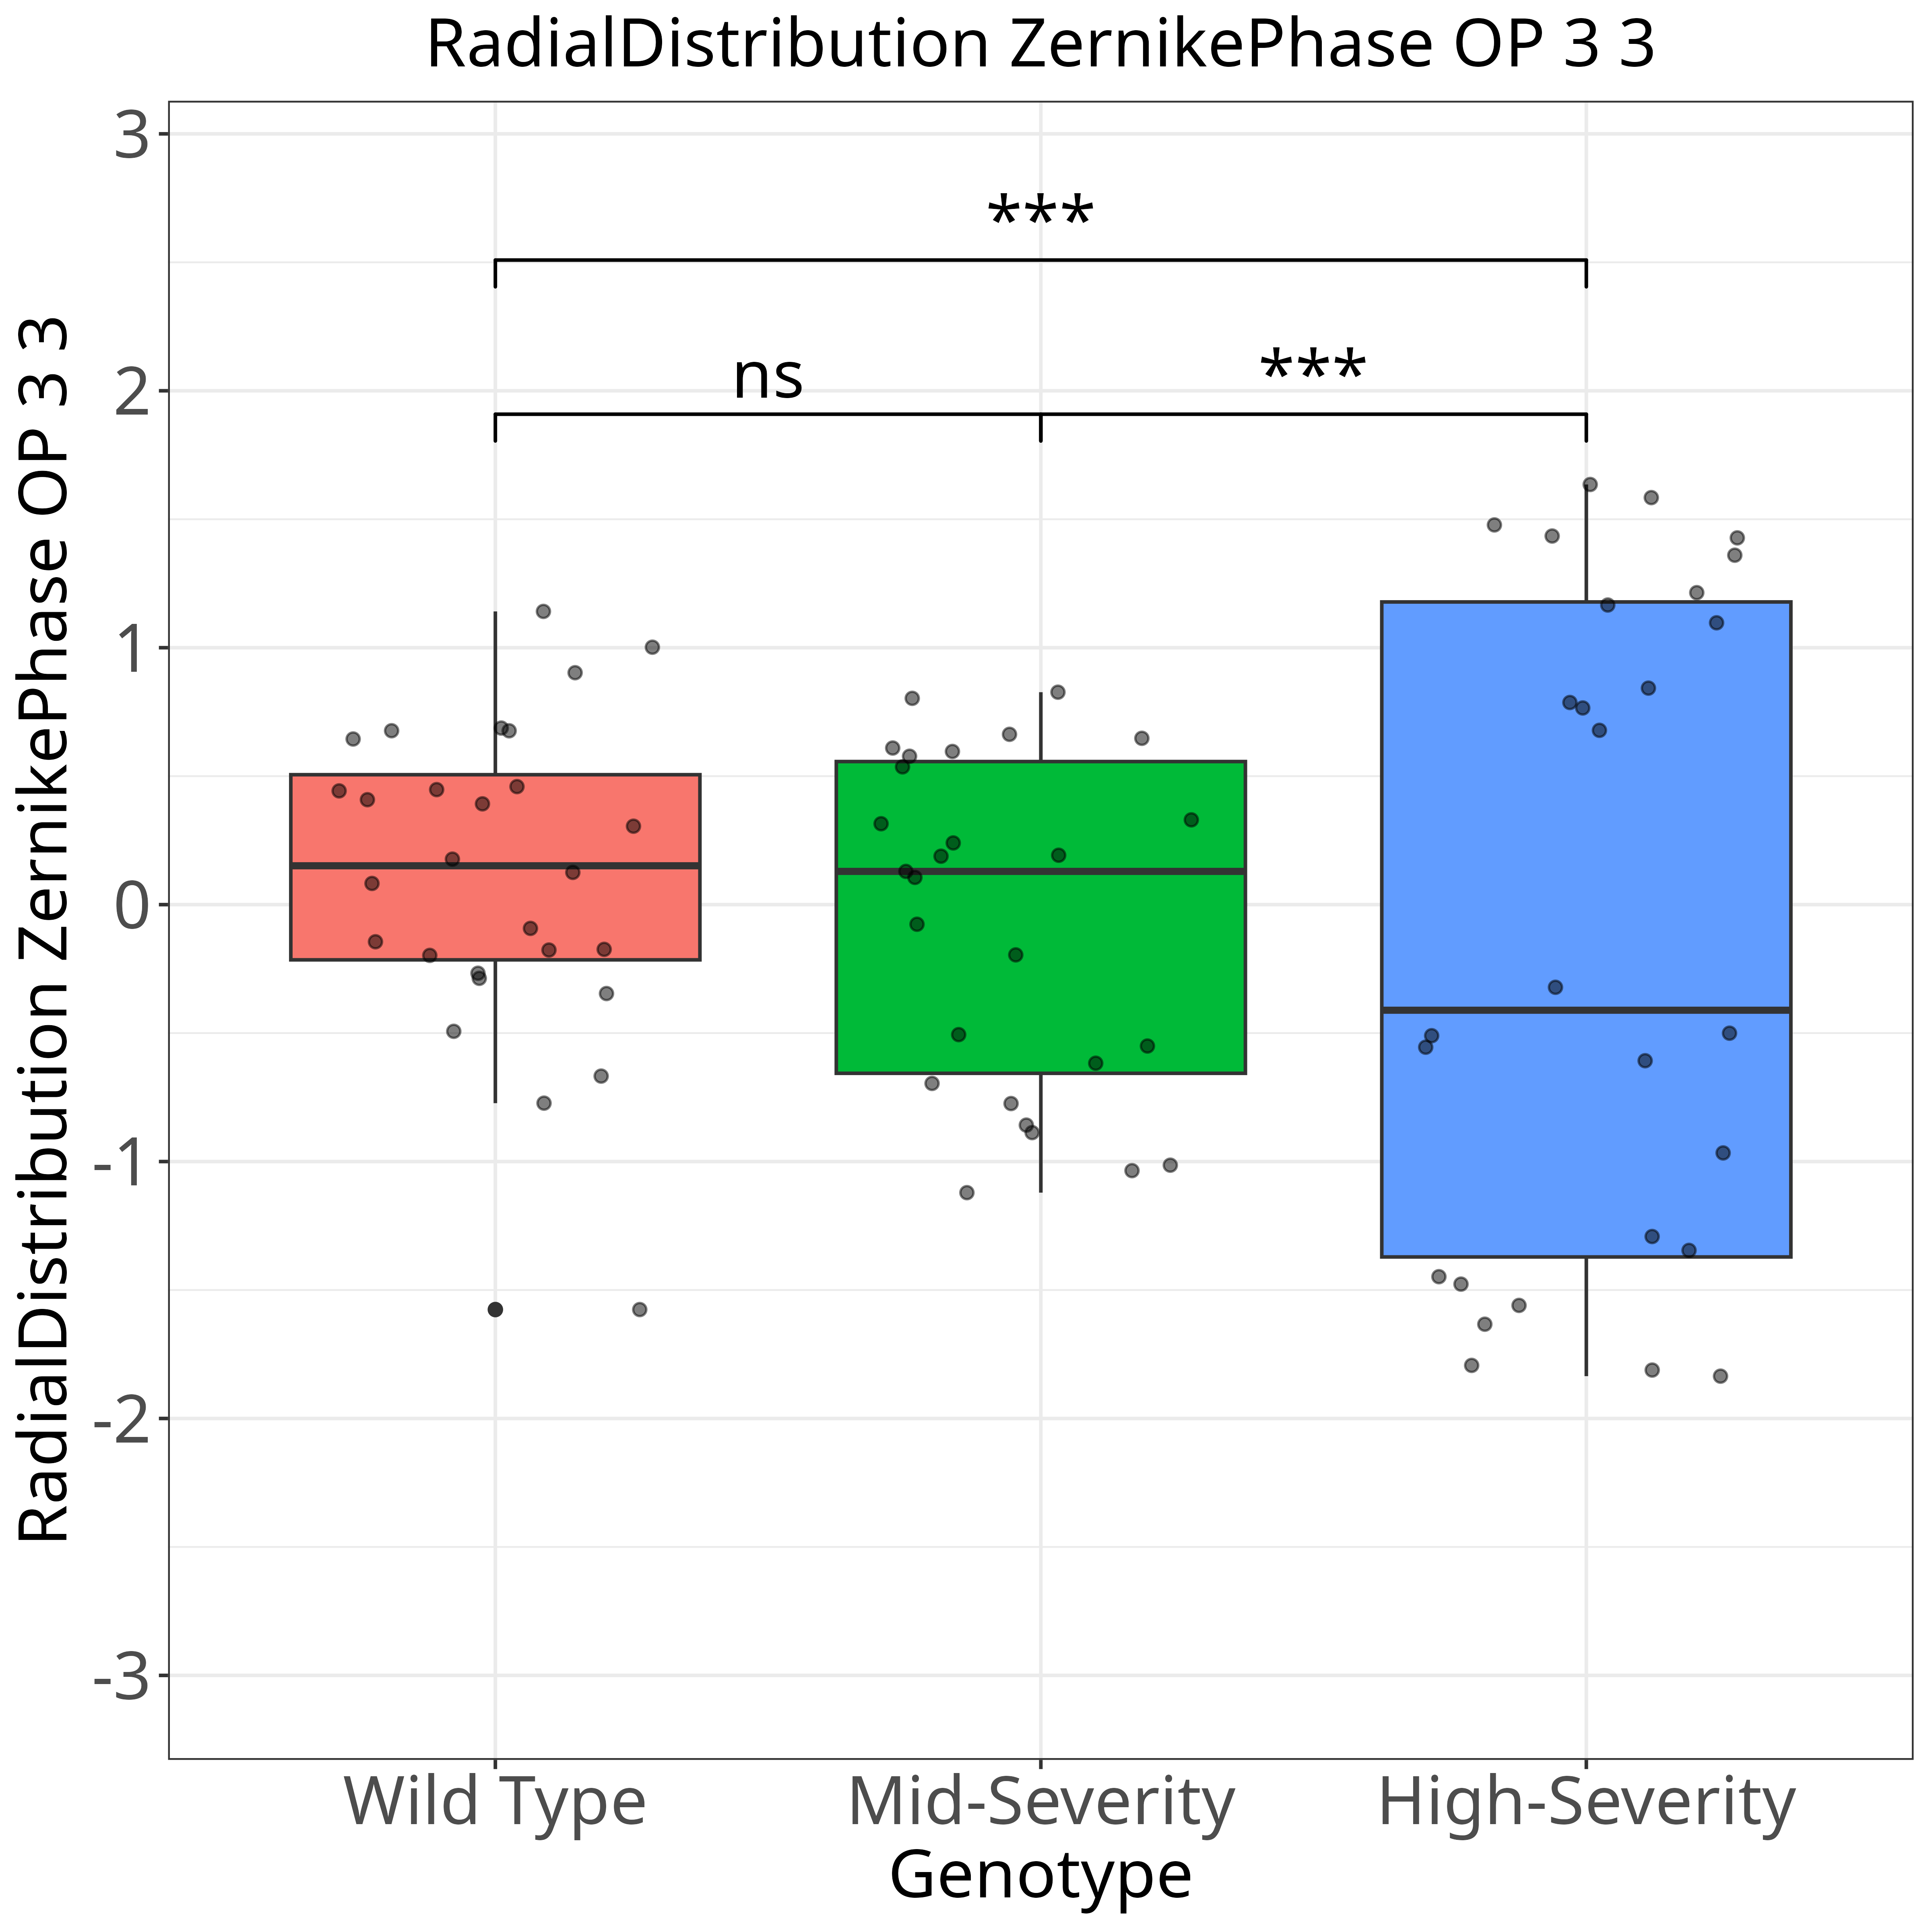 RadialDistribution ZernikePhase OP 3 3
RadialDistribution ZernikePhase OP 3 3
3
2
1
0
-1
-2
-3
***
ns
***
Wild Type
Mid-Severity
High-Severity
Genotype